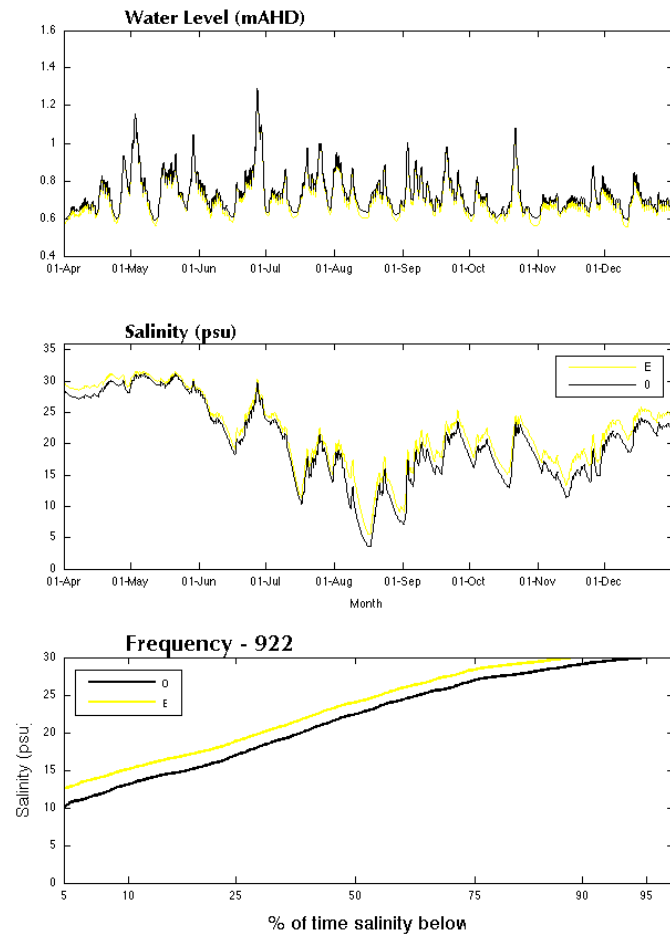 Water Level (mAHD)
1.6
1.4
1.2
1
0.8
0.6
0.4
01-Apr 01-May 01-Jun 01-Jul 01-Aug 01-Sep 01-Oct 01-Nov 01-Dec
Salinity (psu)
35
30
25
20
15
10
5
0
E
0
01-Apr 01-May 01-Jun 01-Jul 01-Aug 01-Sep 01-Oct 01-Nov 01-Dec
Month
Frequency - 922
30
25
20
15
10
5
0
Salinity (psu)
0
E
5 10 25 50 75 90 95
% of time salinity below